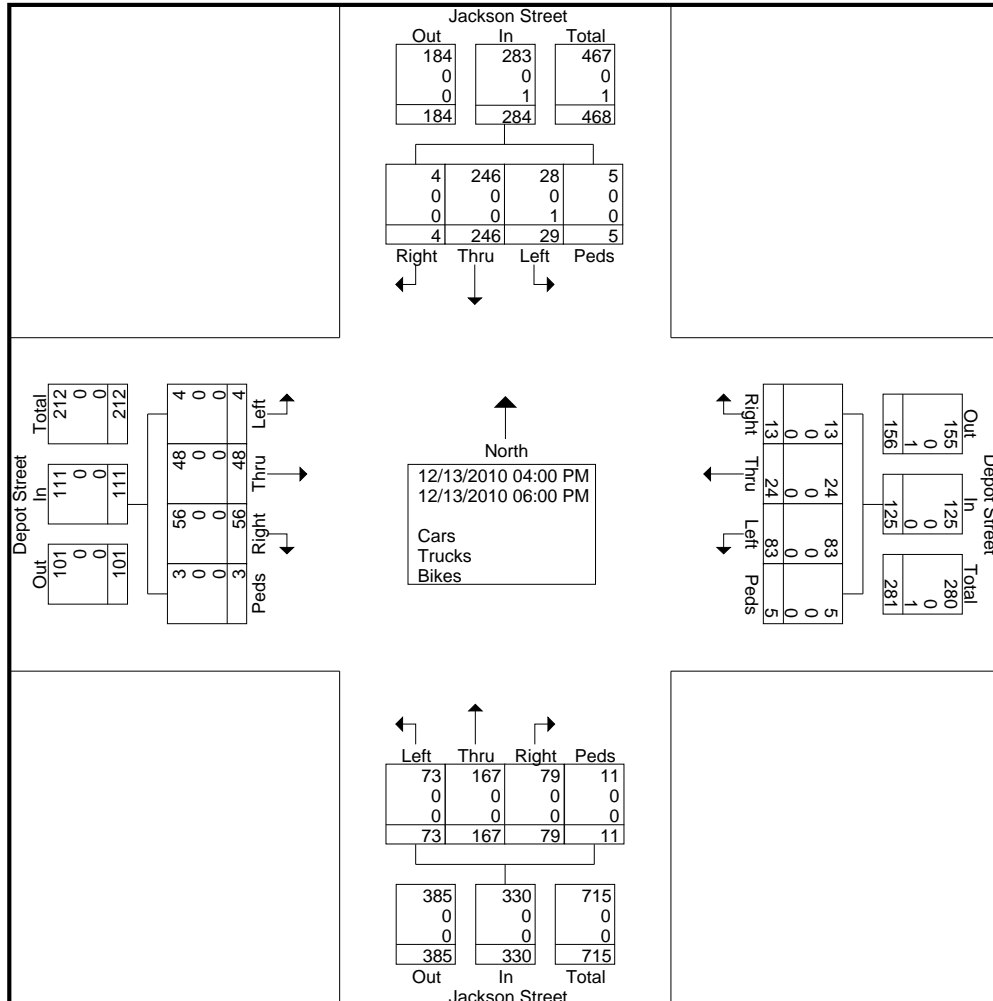 Jackson Street
Out In Total
184 283 467
0 0 0
0 1 1
184 284 468
4 246 28 5
0 0 0 0
0 0 1 0
4 246 29 5
Right Thru Left Peds
Depot Street
Total
212 0 0 212
In
111 0 0 111
Out
101 0 0 101
4 0 0 4
Left
48 0 0 48
Thru
56 0 0 56
Right
3 0 0 3
Peds
North
12/13/2010 04:00 PM
12/13/2010 06:00 PM
Cars
Trucks
Bikes
Right
13 0 0 13
Thru
24 0 0 24
Left
83 0 0 83
Peds
5 0 0 5
Out
155 0 1 156
In
125 0 0 125
Total
280 0 1 281
Depot Street
Left Thru Right Peds
73 167 79 11
0 0 0 0
0 0 0 0
73 167 79 11
385 330 715
0 0 0
0 0 0
385 330 715
Out In Total
Jackson Street